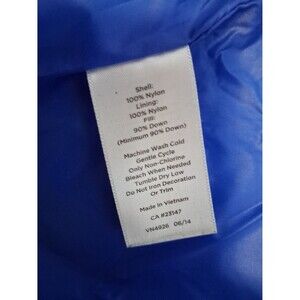 Shell:
100% Nylon
Lining:
100% Nylon
Fill:
90% Down
(Minimum 90% Down)
Machine Wash Cold
Gentle Cycle
Only Non-Chlorine
Bleach When Needed
Tumble Dry Low
Do Not Iron Decoration
Or Trim
Made in Vietnam
CA #23147
VN4926 06/14